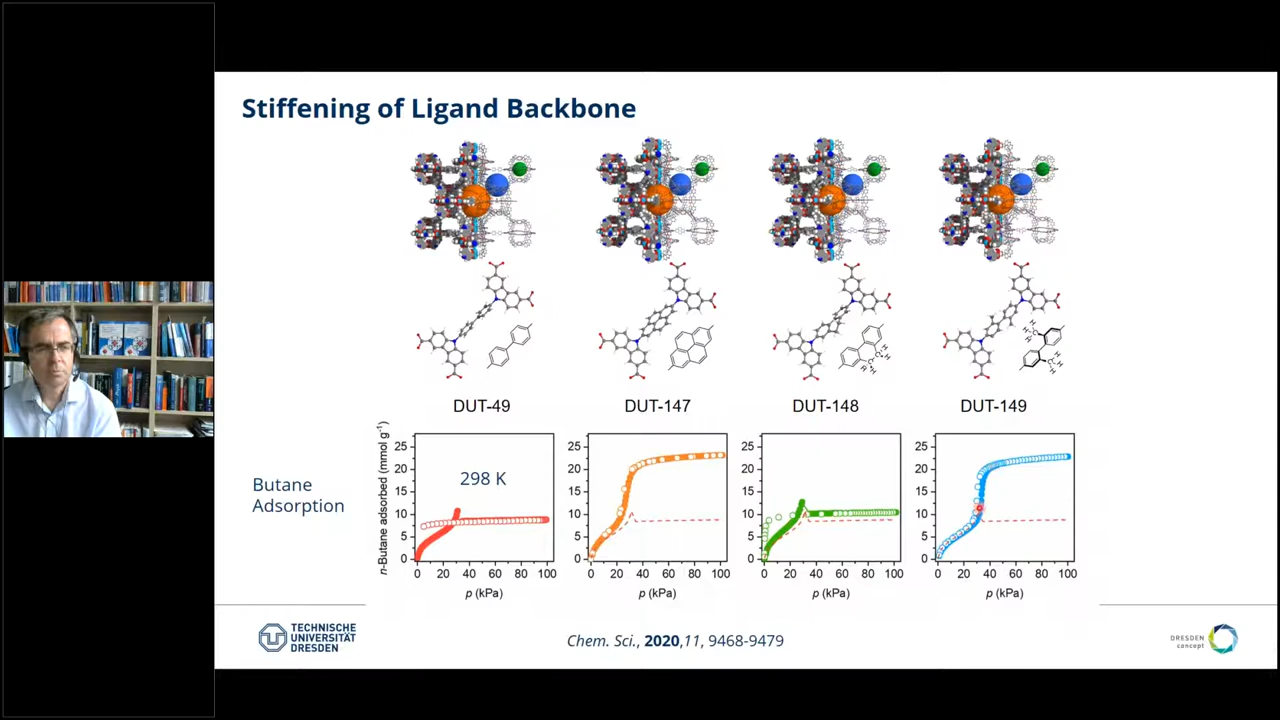 Stiffening of Ligand Backbone
DUT-49
DUT-147
DUT-148
DUT-149
Butane
Adsorption
n-Butane adsorbed (mmol g⁻¹)
298 K
25
20
15
10
5
0
0 20 40 60 80 100
p (kPa)
25
20
15
10
5
0
0 20 40 60 80 100
p (kPa)
25
20
15
10
5
0
0 20 40 60 80 100
p (kPa)
25
20
15
10
5
0
0 20 40 60 80 100
p (kPa)
TECHNISCHE
UNIVERSITÄT
DRESDEN
Chem. Sci., 2020,11, 9468-9479
DRESDEN
concept